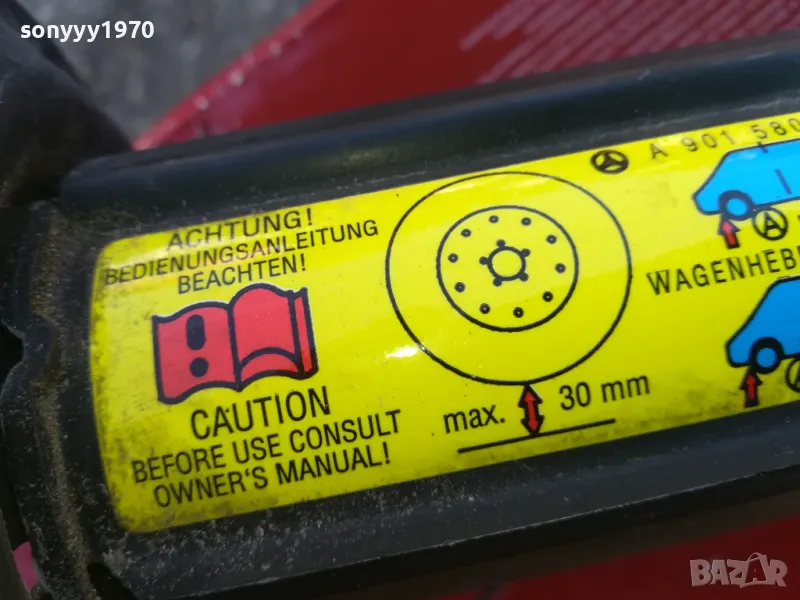 sonyyy1970
ACHTUNG!
BEDIENUNGSANLEITUNG
BEACHTEN!
CAUTION
BEFORE USE CONSULT
OWNER'S MANUAL!
max. 30 mm
A 901 580
A
WAGENHEB
A
BAZAR